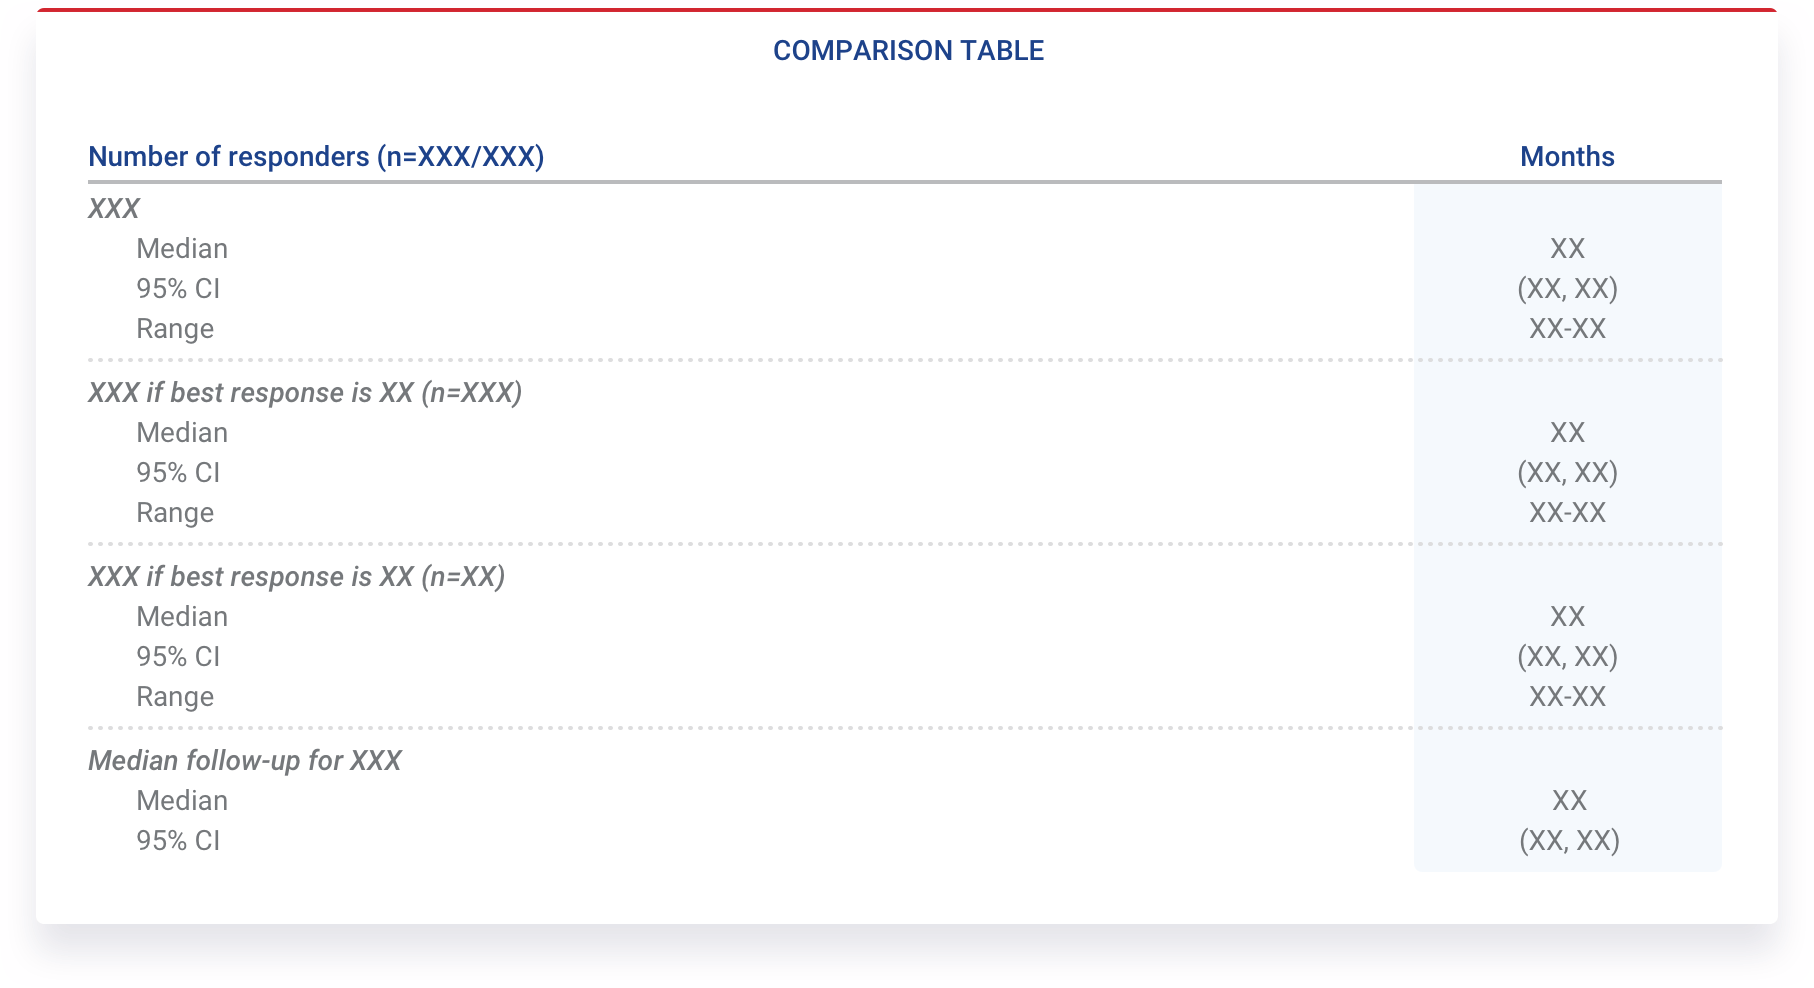 COMPARISON TABLE
Number of responders (n=XXX/XXX) Months
XXX
Median XX
95% CI (XX, XX)
Range XX-XX
XXX if best response is XX (n=XXX)
Median XX
95% CI (XX, XX)
Range XX-XX
XXX if best response is XX (n=XX)
Median XX
95% CI (XX, XX)
Range XX-XX
Median follow-up for XXX
Median XX
95% CI (XX, XX)